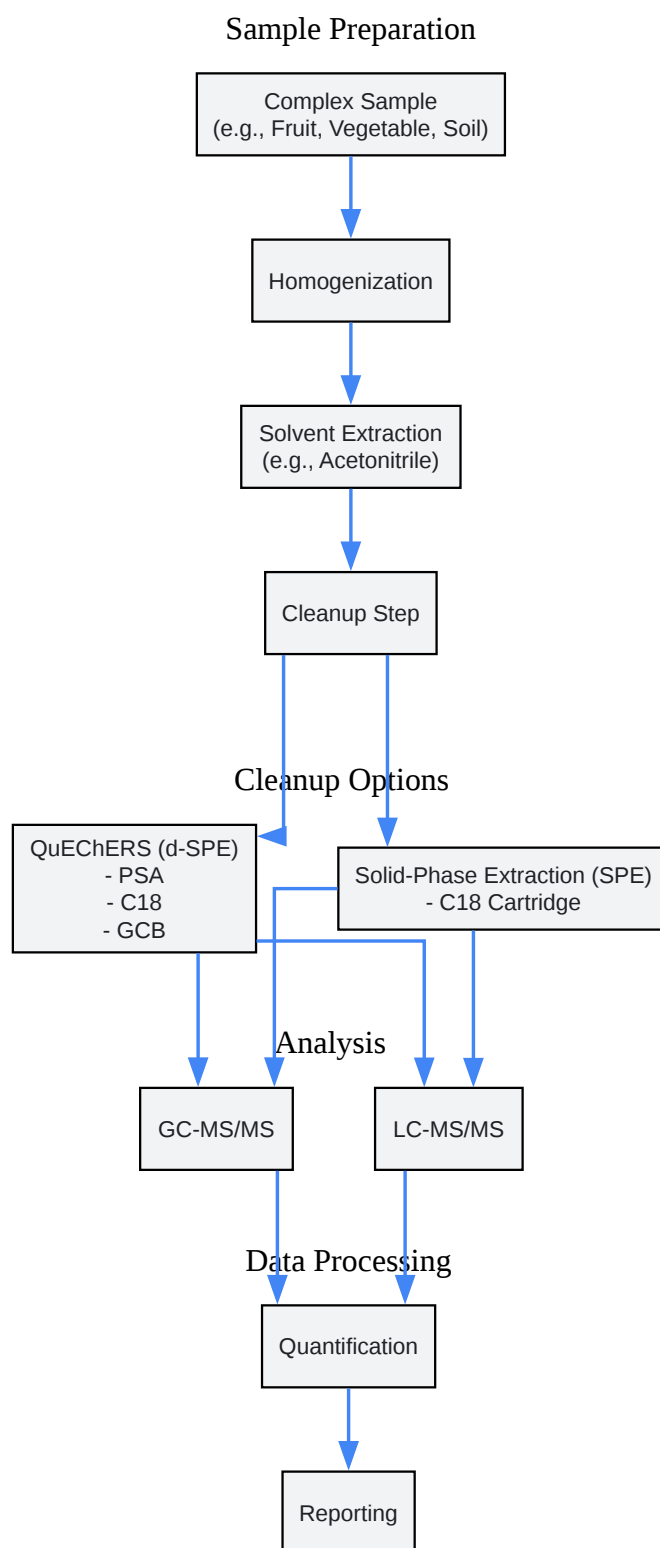 Sample Preparation
Complex Sample
(e.g., Fruit, Vegetable, Soil)
Homogenization
Solvent Extraction
(e.g., Acetonitrile)
Cleanup Step
Cleanup Options
QuEChERS (d-SPE)
- PSA
- C18
- GCB
Solid-Phase Extraction (SPE)
- C18 Cartridge
Analysis
GC-MS/MS
LC-MS/MS
Data Processing
Quantification
Reporting